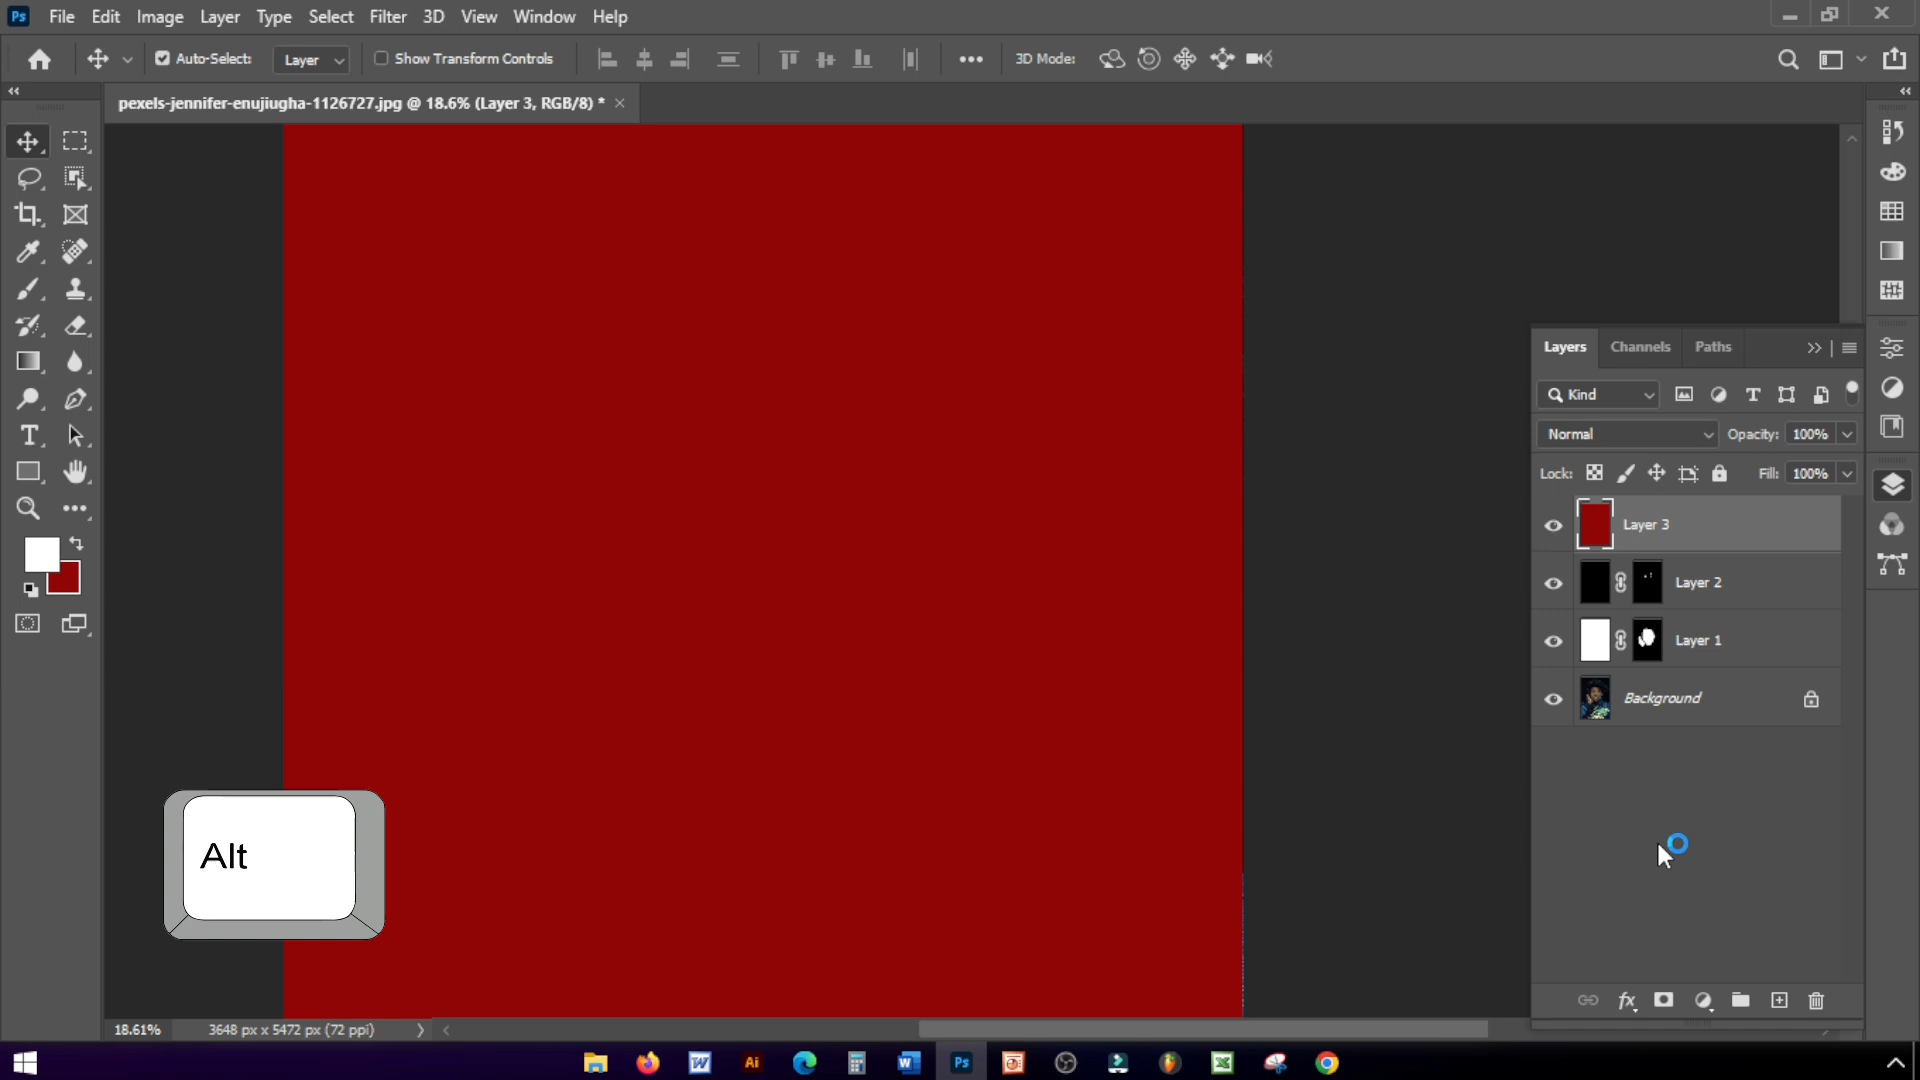 Ps File Edit Image Layer Type Select Filter 3D View Window Help
Auto-Select: Layer Show Transform Controls 3D Mode:
pexels-jennifer-enujiugha-1126727.jpg @ 18.6% (Layer 3, RGB/8) *
Layers Channels Paths
Kind
Normal Opacity: 100%
Lock: Fill: 100%
Layer 3
Layer 2
Layer 1
Background
Alt
18.61% 3648 px x 5472 px (72 ppi)
Ai Ps